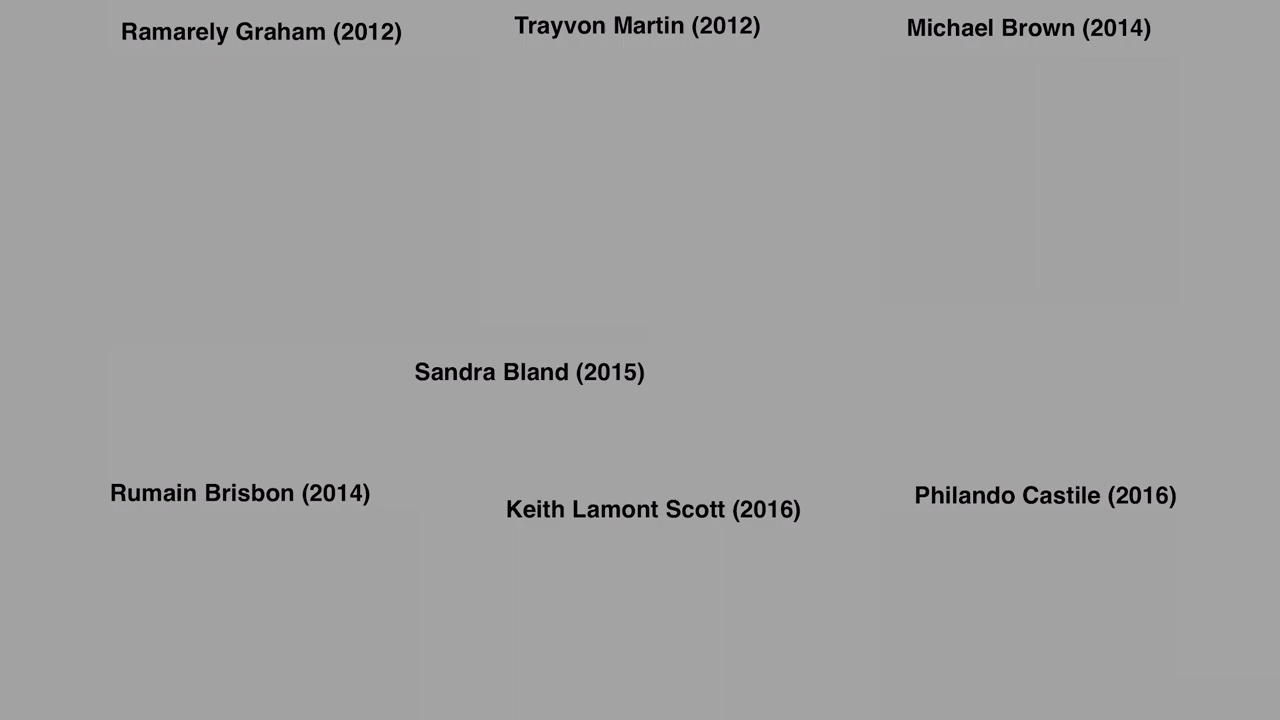 Ramarely Graham (2012)
Trayvon Martin (2012)
Michael Brown (2014)
Sandra Bland (2015)
Rumain Brisbon (2014)
Keith Lamont Scott (2016)
Philando Castile (2016)